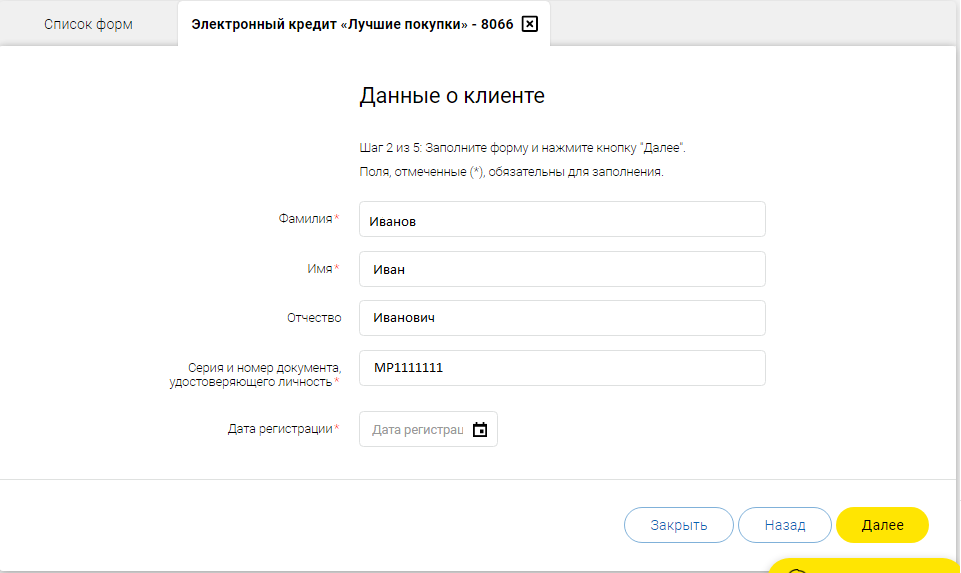 Список форм
Электронный кредит «Лучшие покупки» - 8066
Данные о клиенте
Шаг 2 из 5: Заполните форму и нажмите кнопку "Далее".
Поля, отмеченные (*), обязательны для заполнения.
Фамилия* Иванов
Имя* Иван
Отчество Иванович
Серия и номер документа,
удостоверяющего личность* МР1111111
Дата регистрации* Дата регистрац
Закрыть Назад Далее